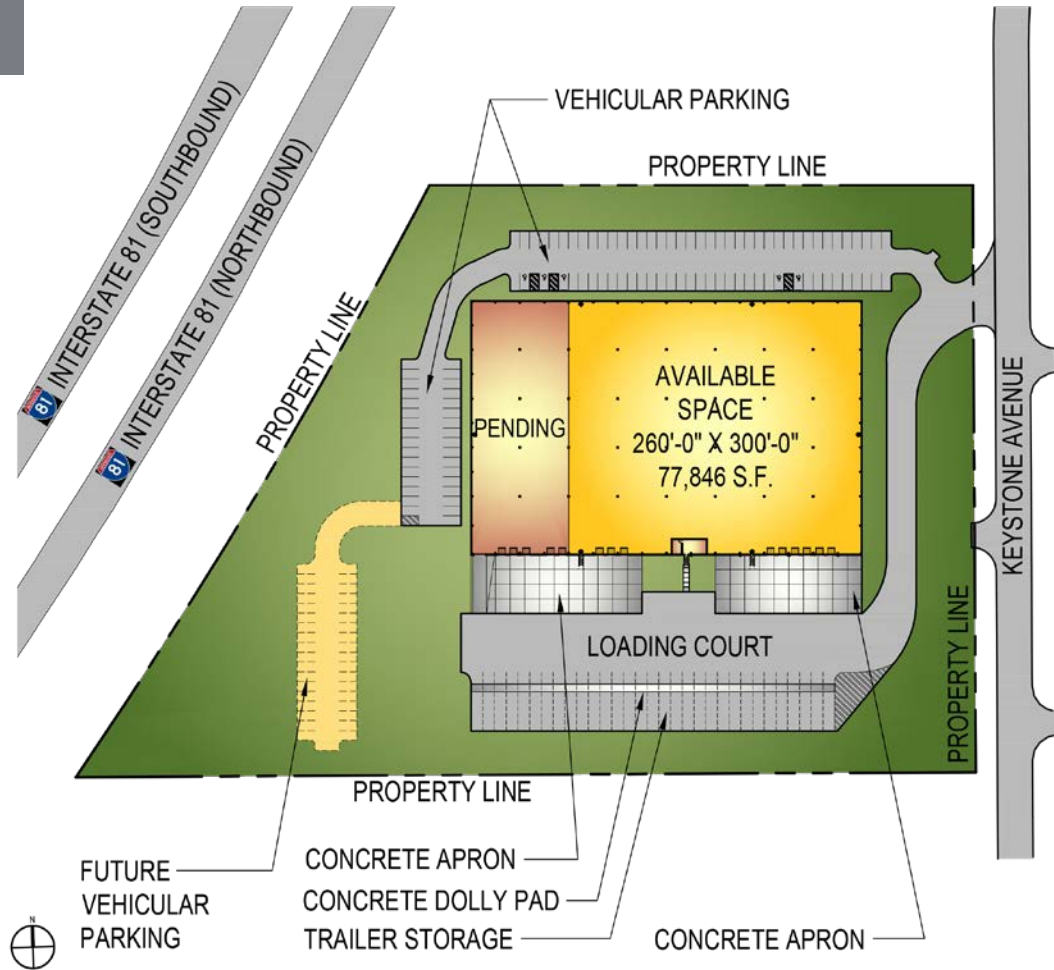 VEHICULAR PARKING
PROPERTY LINE
INTERSTATE 81 (SOUTHBOUND)
INTERSTATE 81 (NORTHBOUND)
PROPERTY LINE
81
81
PENDING
AVAILABLE
SPACE
260'-0" X 300'-0"
77,846 S.F.
KEYSTONE AVENUE
LOADING COURT
PROPERTY LINE
PROPERTY LINE
FUTURE
VEHICULAR
PARKING
CONCRETE APRON
CONCRETE DOLLY PAD
TRAILER STORAGE
CONCRETE APRON
N